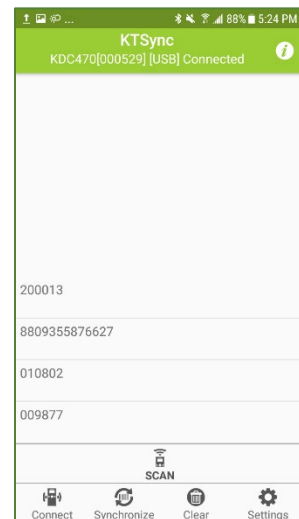 ... 88% 5:24 PM
KTSync
KDC470[000529] [USB] Connected
i
200013
8809355876627
010802
009877
SCAN
Connect Synchronize Clear Settings